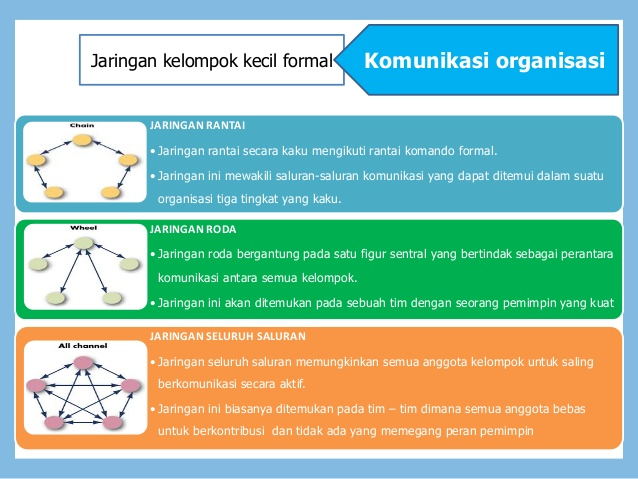 Jaringan kelompok kecil formal
Komunikasi organisasi
Chain
JARINGAN RANTAI
• Jaringan rantai secara kaku mengikuti rantai komando formal.
• Jaringan ini mewakili saluran-saluran komunikasi yang dapat ditemui dalam suatu
organisasi tiga tingkat yang kaku.
Wheel
JARINGAN RODA
• Jaringan roda bergantung pada satu figur sentral yang bertindak sebagai perantara
komunikasi antara semua kelompok.
• Jaringan ini akan ditemukan pada sebuah tim dengan seorang pemimpin yang kuat
All channel
JARINGAN SELURUH SALURAN
• Jaringan seluruh saluran memungkinkan semua anggota kelompok untuk saling
berkomunikasi secara aktif.
• Jaringan ini biasanya ditemukan pada tim – tim dimana semua anggota bebas
untuk berkontribusi dan tidak ada yang memegang peran pemimpin